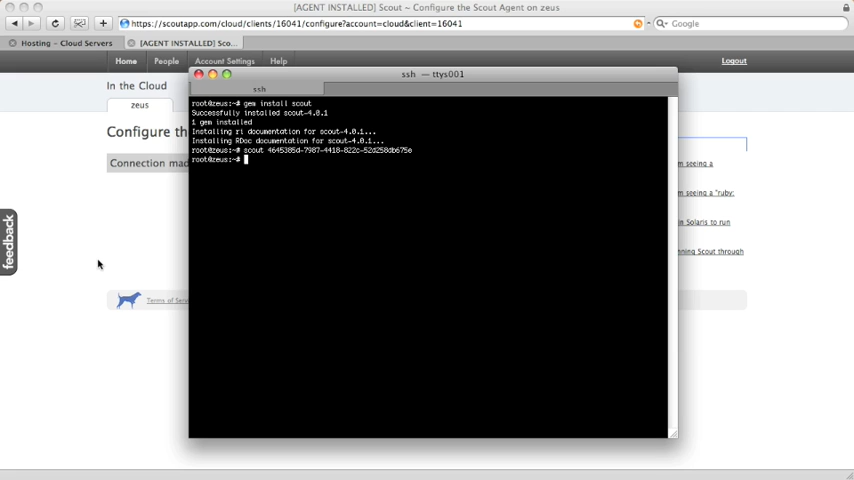 [AGENT INSTALLED] Scout ~ Configure the Scout Agent on zeus
https://scoutapp.com/cloud/clients/16041/configure?account=cloud&client=16041
Google
Hosting - Cloud Servers
[AGENT INSTALLED] Sco...
Home People Account Settings Help
Logout
In the Cloud
zeus
Configure th
Connection mad
feedback
Terms of Serv
ssh — ttys001
ssh
root@zeus:~# gem install scout
Successfully installed scout-4.0.1
1 gem installed
Installing ri documentation for scout-4.0.1...
Installing RDoc documentation for scout-4.0.1...
root@zeus:~# scout 4645385d-7987-4418-822c-52d258db675e
root@zeus:~#
m seeing a
m seeing a "ruby:
in Solaris to run
nning Scout through